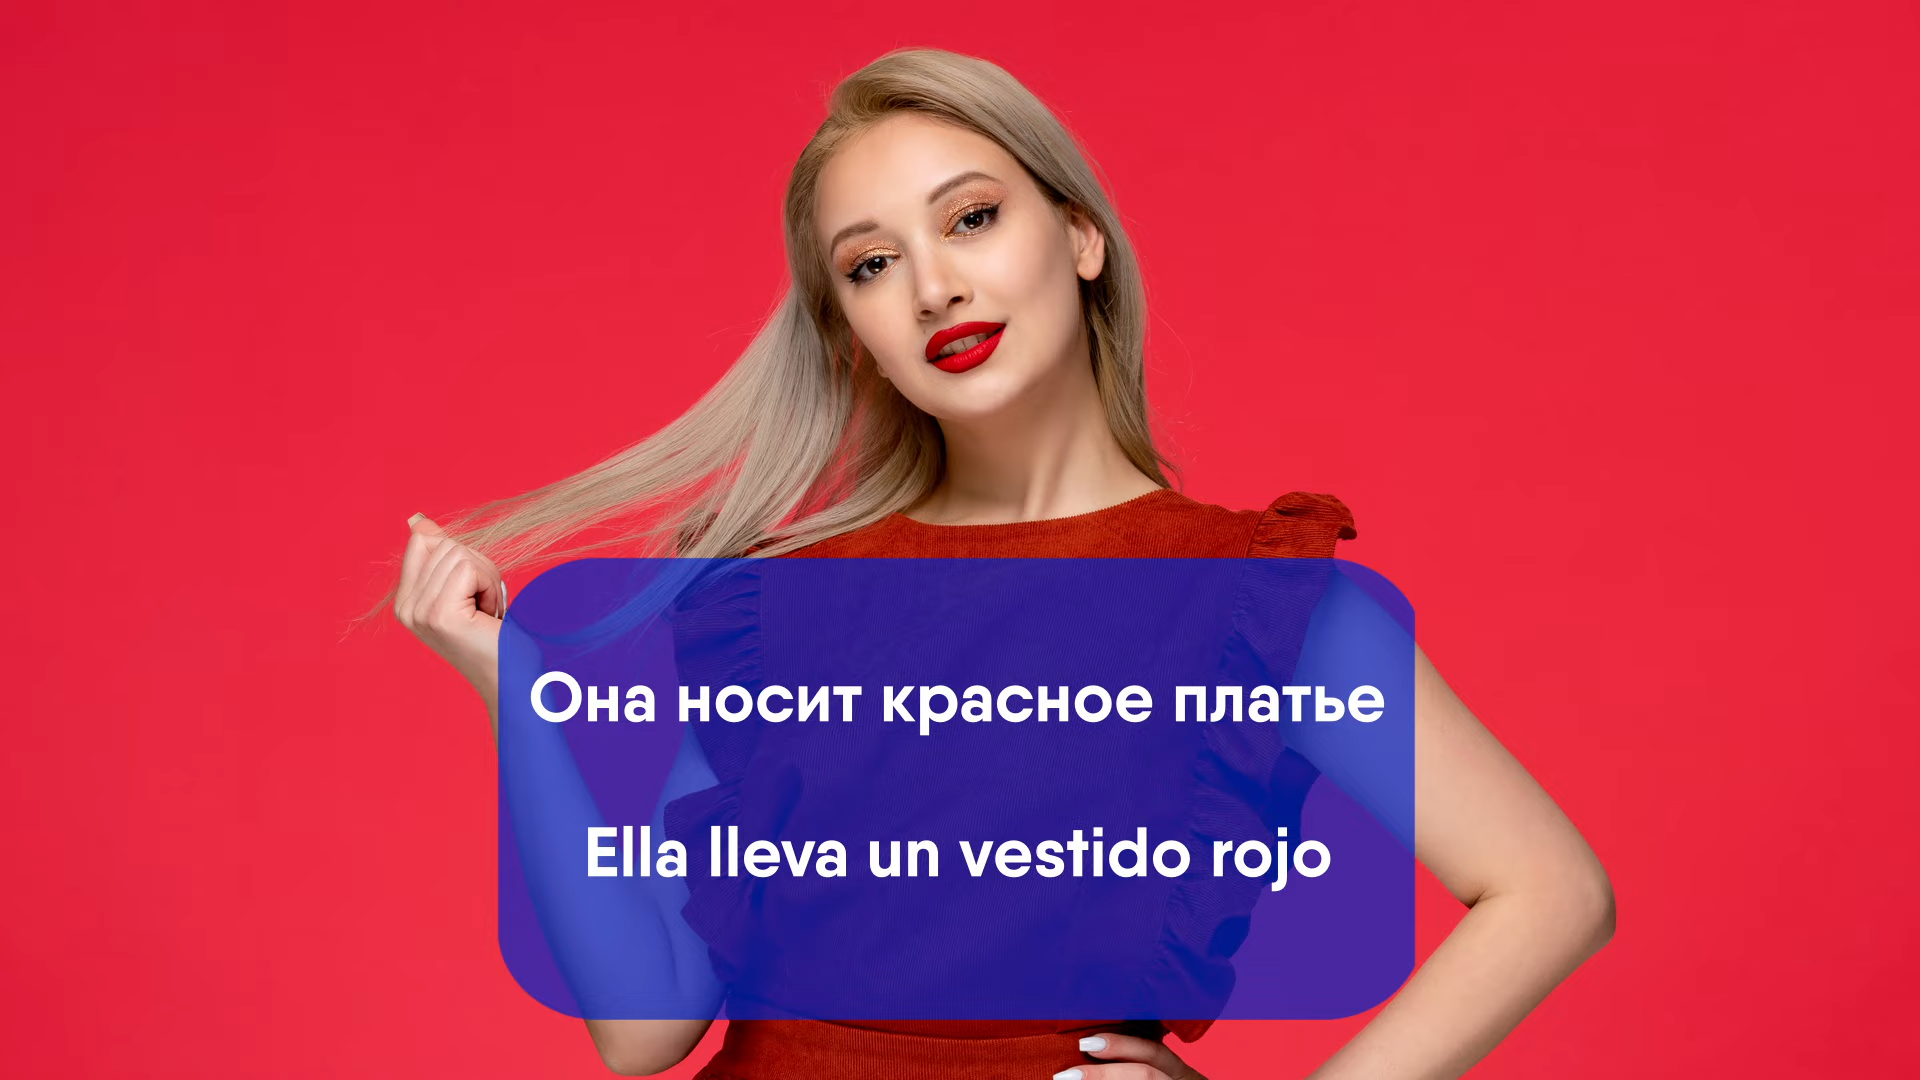 Она носит красное платье
Ella lleva un vestido rojo